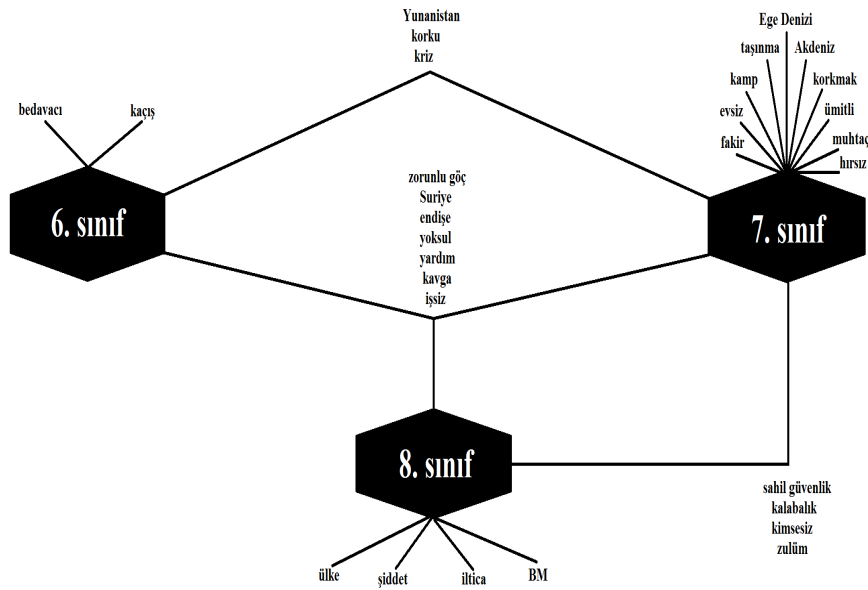 Yunanistan
korku
kriz
bedavacı
kaçış
6. sınıf
Ege Denizi
taşınma
Akdeniz
kamp
korkmak
evsiz
ümitli
fakir
muhtaç
hırsız
7. sınıf
zorunlu göç
Suriye
endişe
yoksul
yardım
kavga
işsiz
8. sınıf
sahil güvenlik
kalabalık
kimsesiz
zulüm
ülke
şiddet
iltica
BM